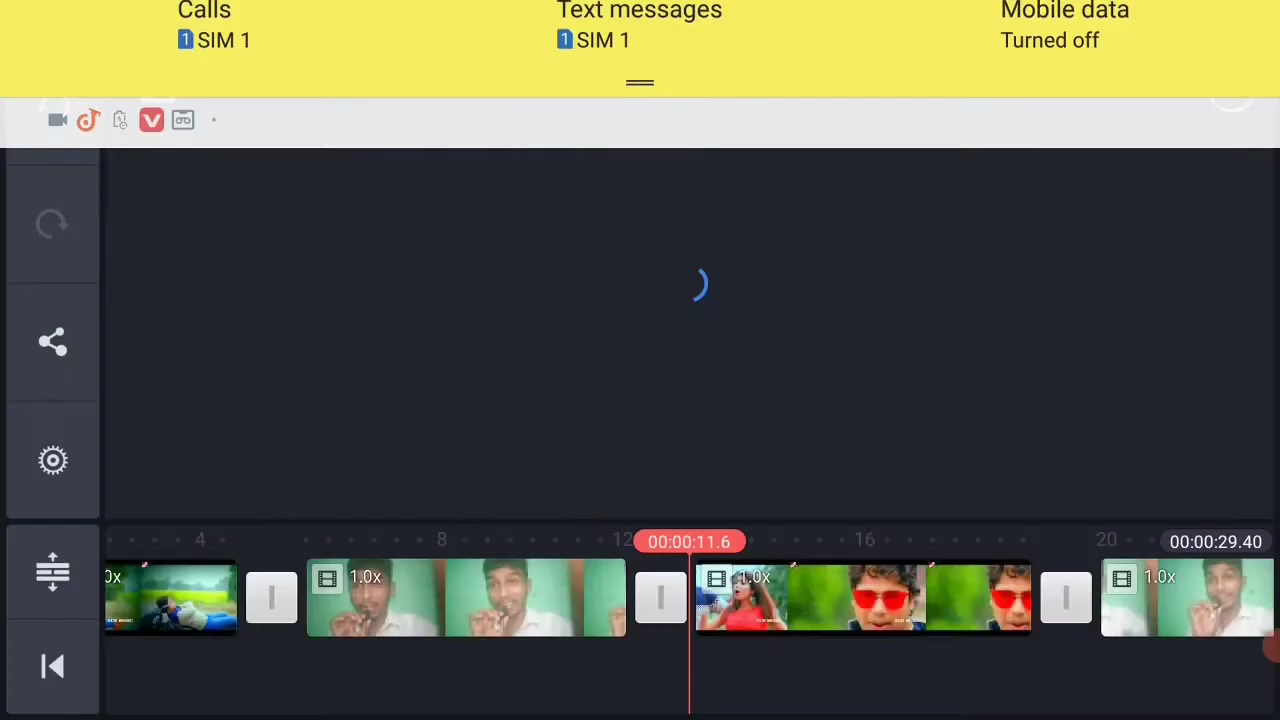 Calls
Text messages
Mobile data
1 SIM 1
1 SIM 1
Turned off
4
8
12
00:00:11.6
16
20
00:00:29.40
0x
1.0x
1.0x
1.0x